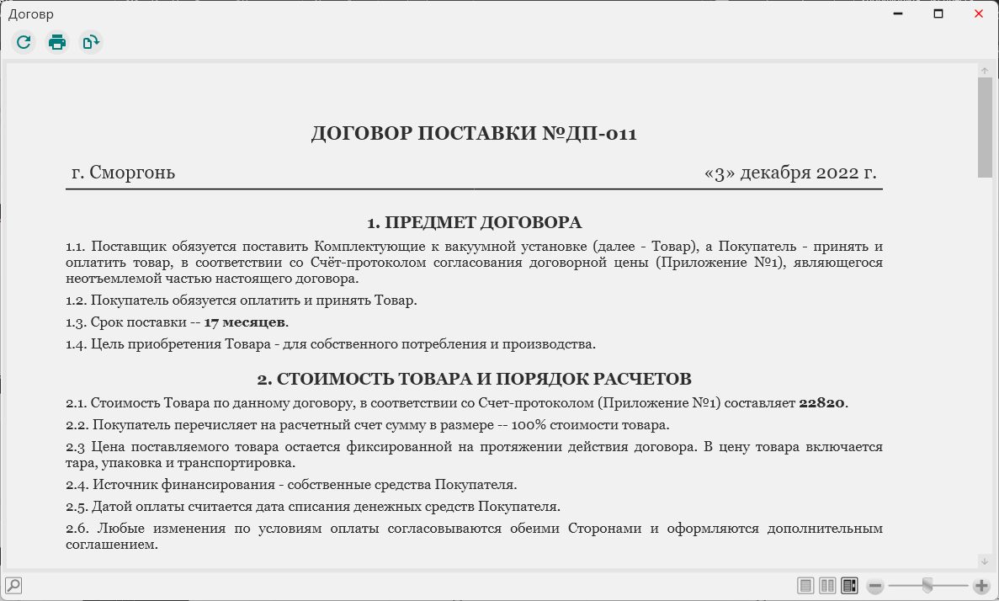 Договр
ДОГОВОР ПОСТАВКИ №ДП-011
г. Сморгонь «3» декабря 2022 г.
1. ПРЕДМЕТ ДОГОВОРА
1.1. Поставщик обязуется поставить Комплектующие к вакуумной установке (далее - Товар), а Покупатель - принять и
оплатить товар, в соответствии со Счёт-протоколом согласования договорной цены (Приложение №1), являющегося
неотъемлемой частью настоящего договора.
1.2. Покупатель обязуется оплатить и принять Товар.
1.3. Срок поставки -- 17 месяцев.
1.4. Цель приобретения Товара - для собственного потребления и производства.
2. СТОИМОСТЬ ТОВАРА И ПОРЯДОК РАСЧЕТОВ
2.1. Стоимость Товара по данному договору, в соответствии со Счет-протоколом (Приложение №1) составляет 22820.
2.2. Покупатель перечисляет на расчетный счет сумму в размере -- 100% стоимости товара.
2.3 Цена поставляемого товара остается фиксированной на протяжении действия договора. В цену товара включается
тара, упаковка и транспортировка.
2.4. Источник финансирования - собственные средства Покупателя.
2.5. Датой оплаты считается дата списания денежных средств Покупателя.
2.6. Любые изменения по условиям оплаты согласовываются обеими Сторонами и оформляются дополнительным
соглашением.